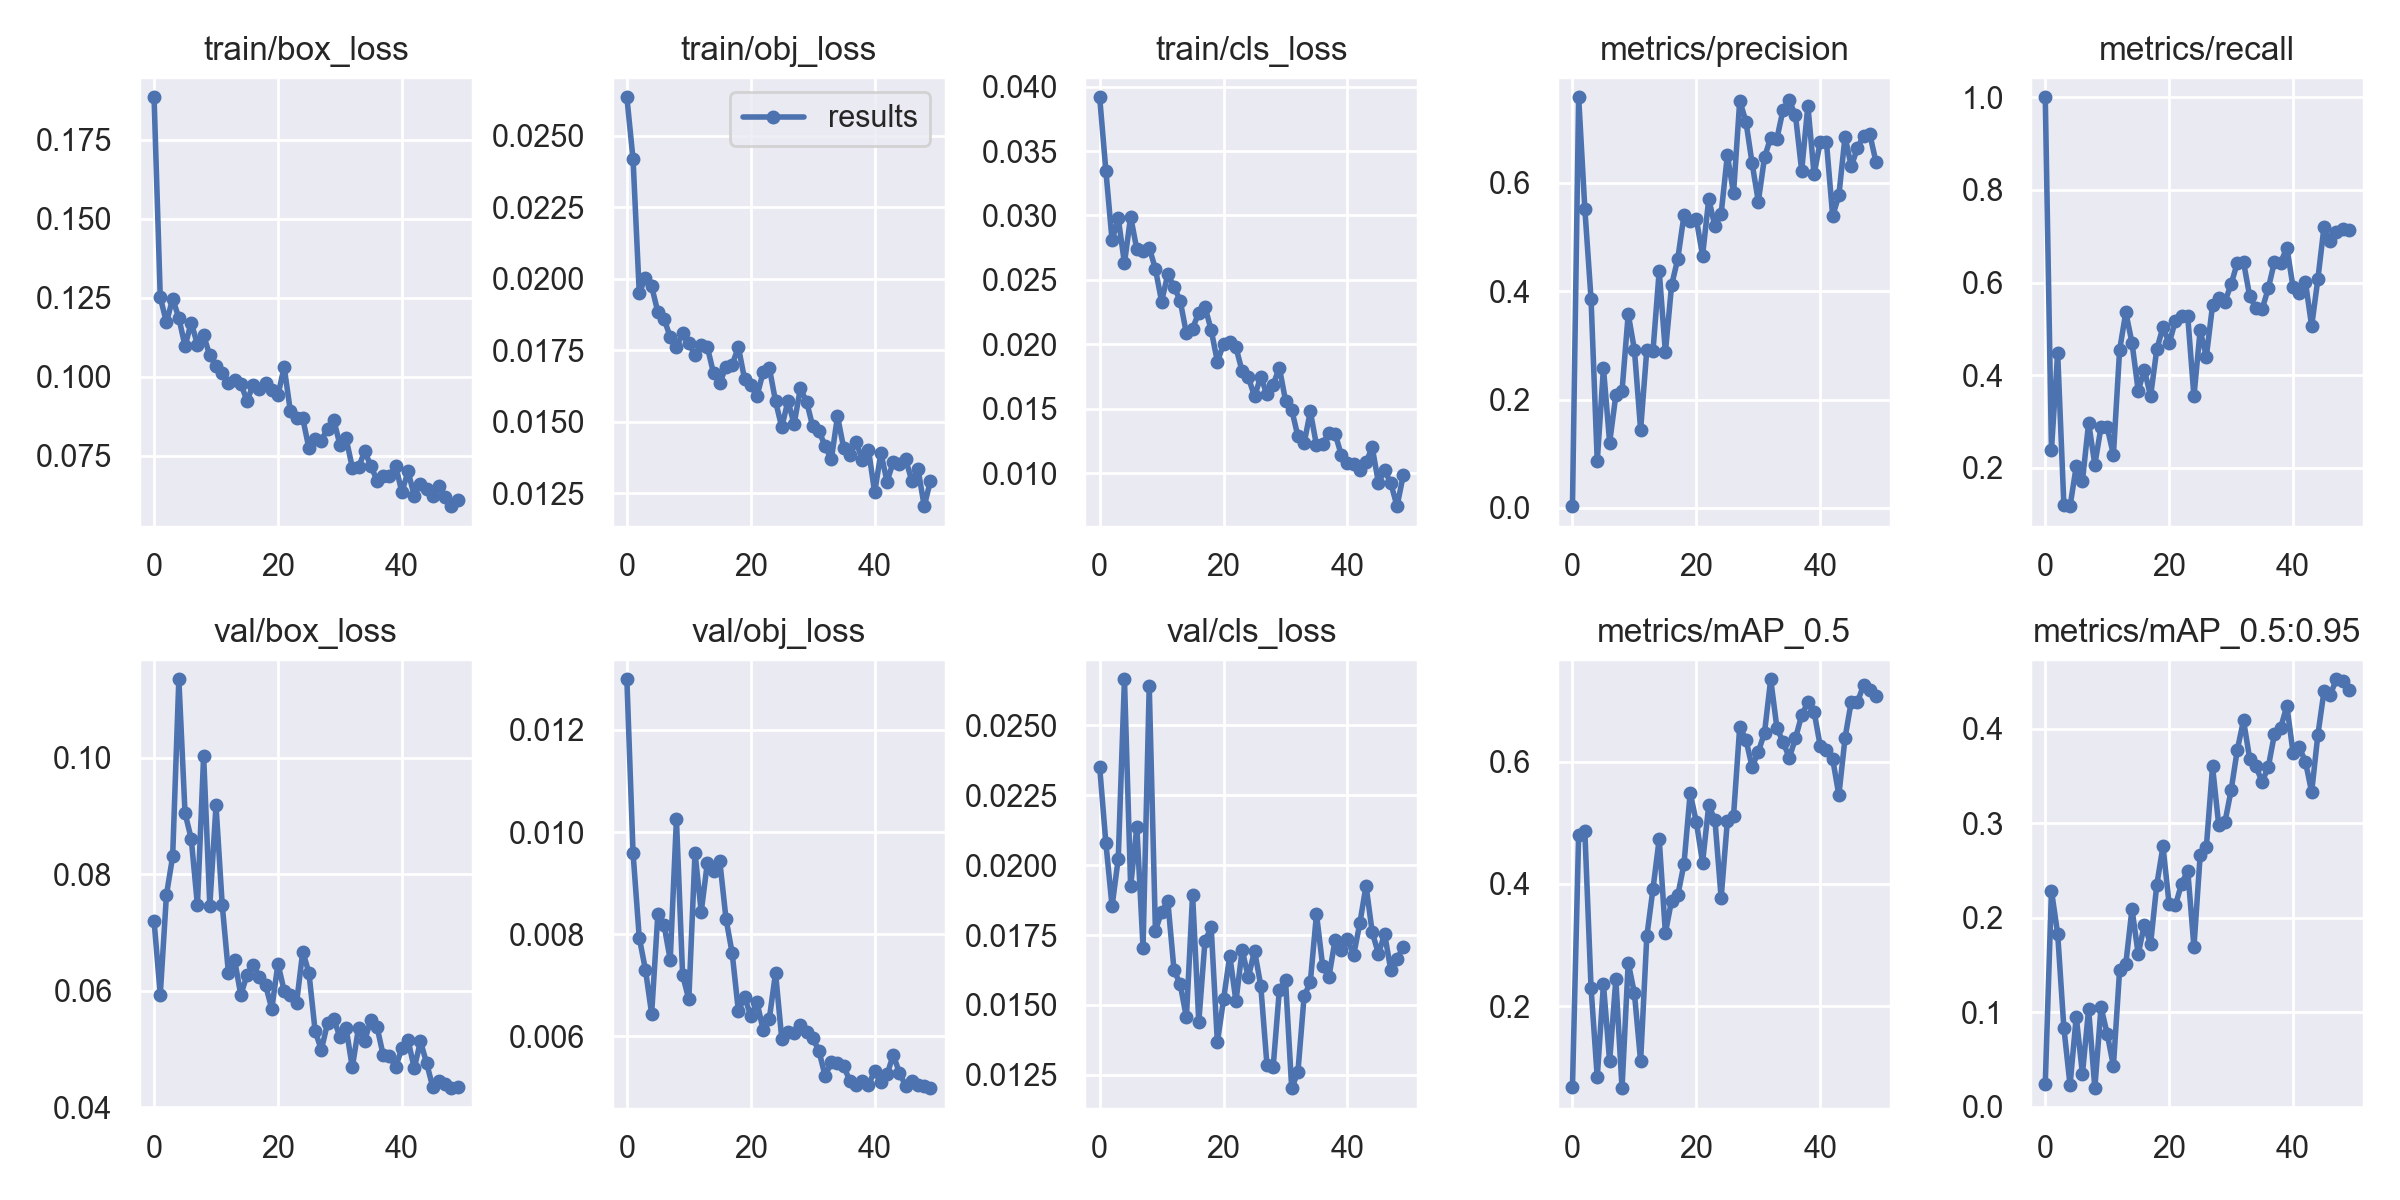 train/box_loss
0.175
0.150
0.125
0.100
0.075
0 20 40
train/obj_loss
results
0.0250
0.0225
0.0200
0.0175
0.0150
0.0125
0 20 40
train/cls_loss
0.040
0.035
0.030
0.025
0.020
0.015
0.010
0 20 40
metrics/precision
0.6
0.4
0.2
0.0
0 20 40
metrics/recall
1.0
0.8
0.6
0.4
0.2
0 20 40
val/box_loss
0.10
0.08
0.06
0.04
0 20 40
val/obj_loss
0.012
0.010
0.008
0.006
0 20 40
val/cls_loss
0.0250
0.0225
0.0200
0.0175
0.0150
0.0125
0 20 40
metrics/mAP_0.5
0.6
0.4
0.2
0 20 40
metrics/mAP_0.5:0.95
0.4
0.3
0.2
0.1
0.0
0 20 40